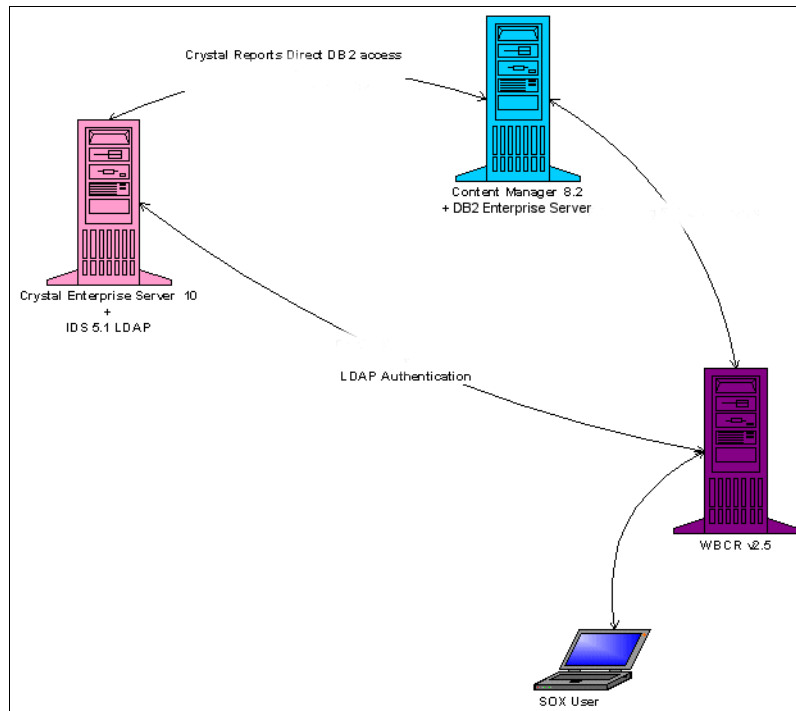 Crystal Reports Direct DB2 access
Content Manager 8.2
+ DB2 Enterprise Server
Crystal Enterprise Server 10
+
IDS 5.1 LDAP
LDAP Authentication
WBCR v2.5
SOX User